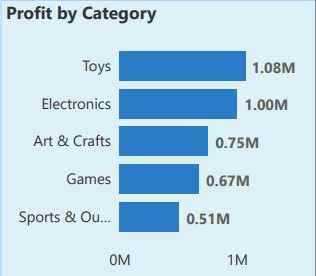 Profit by Category
Toys 1.08M
Electronics 1.00M
Art & Crafts 0.75M
Games 0.67M
Sports & Ou... 0.51M
0M 1M